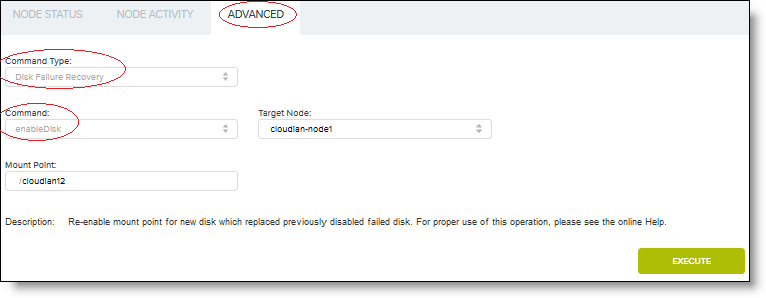 NODE STATUS NODE ACTIVITY ADVANCED
Command Type:
Disk Failure Recovery
Command: Target Node:
enableDisk cloudian-node1
Mount Point:
/cloudian12
Description: Re-enable mount point for new disk which replaced previously disabled failed disk. For proper use of this operation, please see the online Help.
EXECUTE